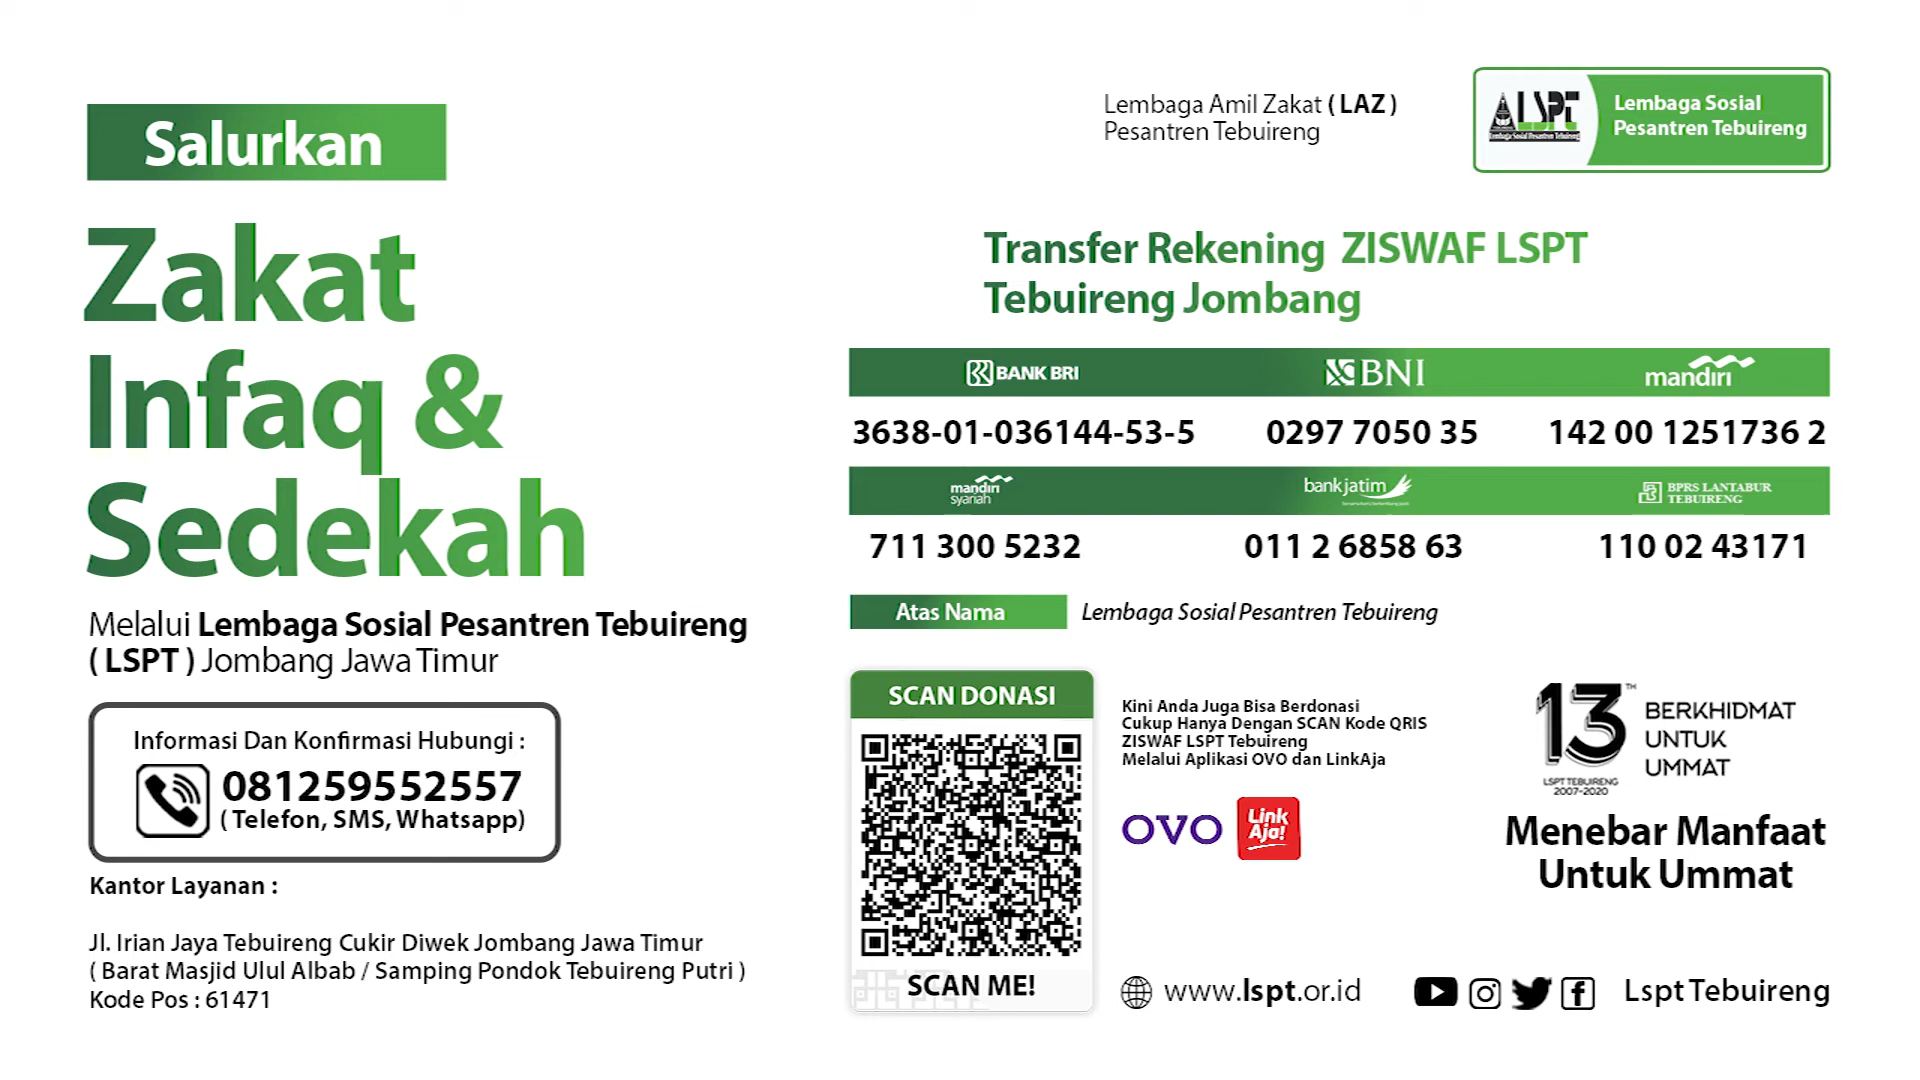 Salurkan
Zakat
Infaq &
Sedekah
Melalui Lembaga Sosial Pesantren Tebuireng
( LSPT ) Jombang Jawa Timur
Informasi Dan Konfirmasi Hubungi :
081259552557
( Telefon, SMS, Whatsapp)
Kantor Layanan :
Jl. Irian Jaya Tebuireng Cukir Diwek Jombang Jawa Timur
( Barat Masjid Ulul Albab / Samping Pondok Tebuireng Putri )
Kode Pos : 61471
Lembaga Amil Zakat ( LAZ )
Pesantren Tebuireng
LSPT
Lembaga Sosial Pesantren Tebuireng
Lembaga Sosial
Pesantren Tebuireng
Transfer Rekening ZISWAF LSPT
Tebuireng Jombang
BANK BRI BNI mandiri
3638-01-036144-53-5 0297 7050 35 142 00 1251736 2
mandiri syariah bankjatim BPRS LANTABUR TEBUIRENG
711 300 5232 011 2 6858 63 110 02 43171
Atas Nama Lembaga Sosial Pesantren Tebuireng
SCAN DONASI
SCAN ME!
Kini Anda Juga Bisa Berdonasi
Cukup Hanya Dengan SCAN Kode QRIS
ZISWAF LSPT Tebuireng
Melalui Aplikasi OVO dan LinkAja
OVO
Link
Aja!
13TH
LSPT TEBUIRENG
2007-2020
BERKHIDMAT
UNTUK
UMMAT
Menebar Manfaat
Untuk Ummat
www.lspt.or.id
Lspt Tebuireng